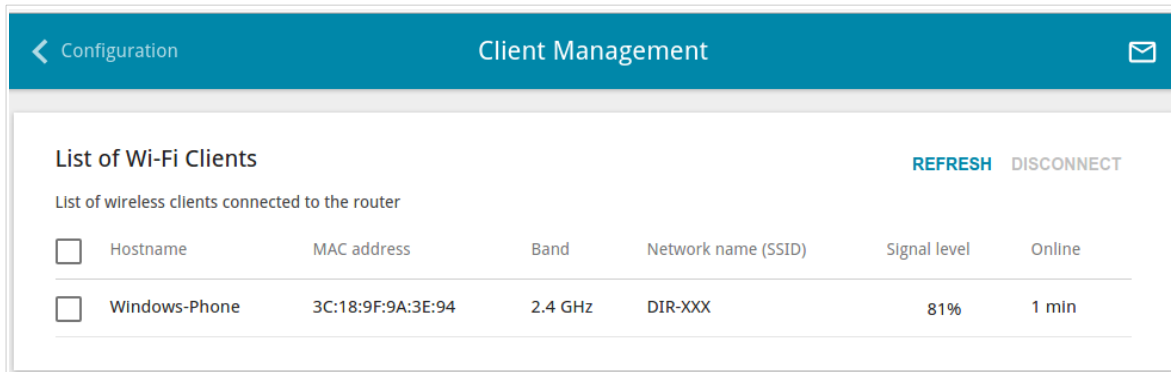 Configuration Client Management
List of Wi-Fi Clients REFRESH DISCONNECT
List of wireless clients connected to the router
Hostname MAC address Band Network name (SSID) Signal level Online
Windows-Phone 3C:18:9F:9A:3E:94 2.4 GHz DIR-XXX 81% 1 min